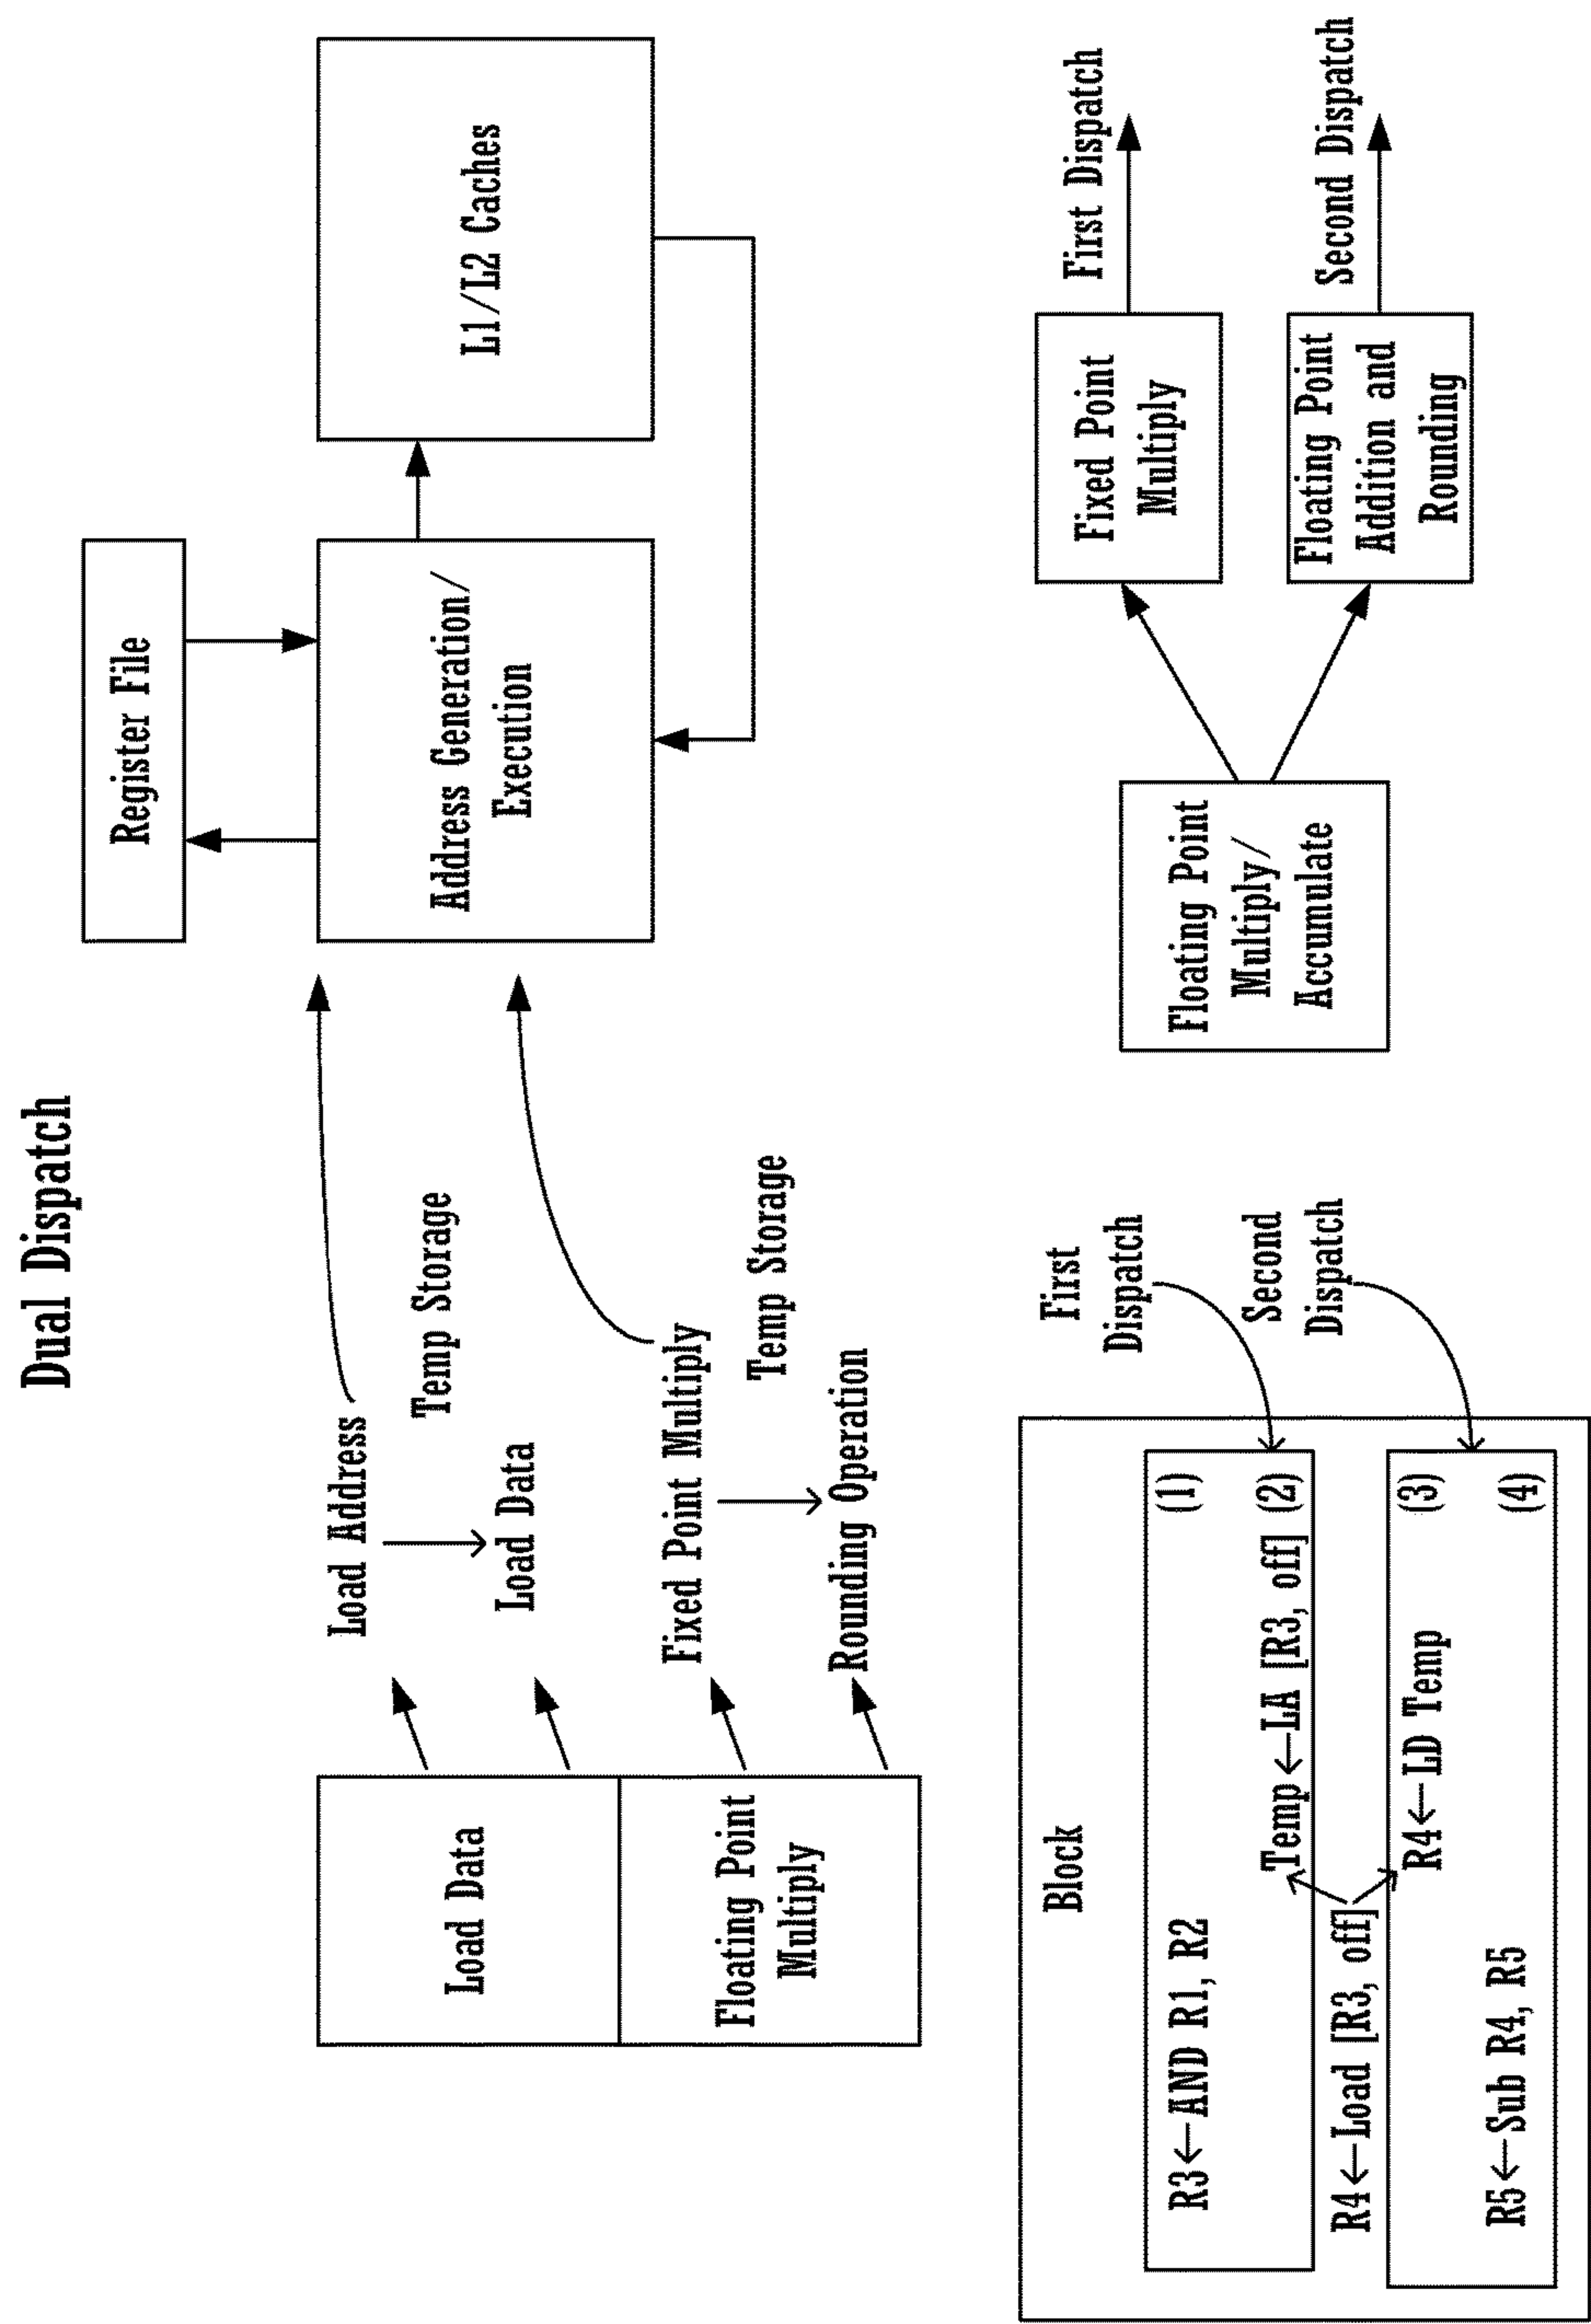 Dual Dispatch
Load Data
Floating Point
Multiply
Load Address
Temp Storage
Load Data
Fixed Point Multiply
Temp Storage
Rounding Operation
Register File
Address Generation/
Execution
L1/L2 Caches
Block
R3←AND R1, R2 (1)
Temp←LA [R3, off] (2)
R4←Load [R3, off]
R4←LD Temp (3)
R5←Sub R4, R5 (4)
First
Dispatch
Second
Dispatch
Floating Point
Multiply/
Accumulate
Fixed Point
Multiply
First Dispatch
Floating Point
Addition and
Rounding
Second Dispatch